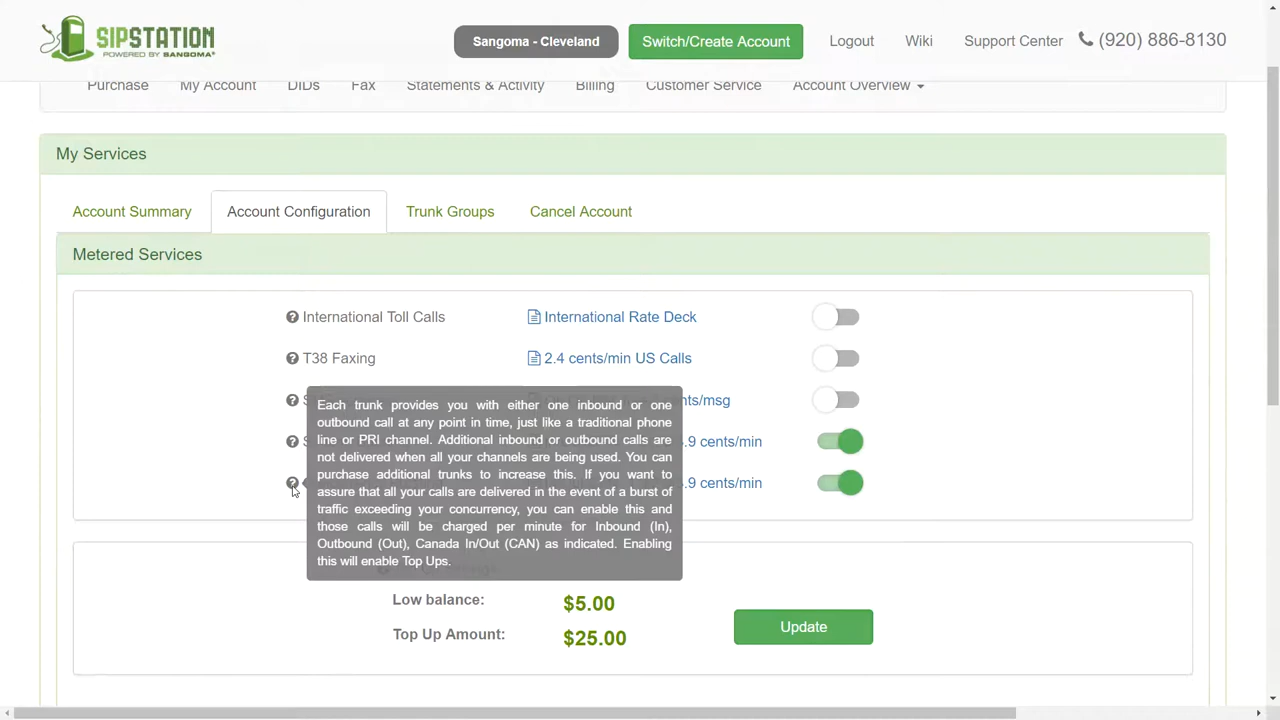 SIPSTATION
POWERED BY SANGOMA
Sangoma - Cleveland
Switch/Create Account
Logout
Wiki
Support Center
(920) 886-8130
Purchase
My Account
DIDs
Fax
Statements & Activity
Billing
Customer Service
Account Overview
My Services
Account Summary
Account Configuration
Trunk Groups
Cancel Account
Metered Services
International Toll Calls
International Rate Deck
T38 Faxing
2.4 cents/min US Calls
cents/msg
.9 cents/min
.9 cents/min
Each trunk provides you with either one inbound or one
outbound call at any point in time, just like a traditional phone
line or PRI channel. Additional inbound or outbound calls are
not delivered when all your channels are being used. You can
purchase additional trunks to increase this. If you want to
assure that all your calls are delivered in the event of a burst of
traffic exceeding your concurrency, you can enable this and
those calls will be charged per minute for Inbound (In),
Outbound (Out), Canada In/Out (CAN) as indicated. Enabling
this will enable Top Ups.
Low balance:
$5.00
Top Up Amount:
$25.00
Update